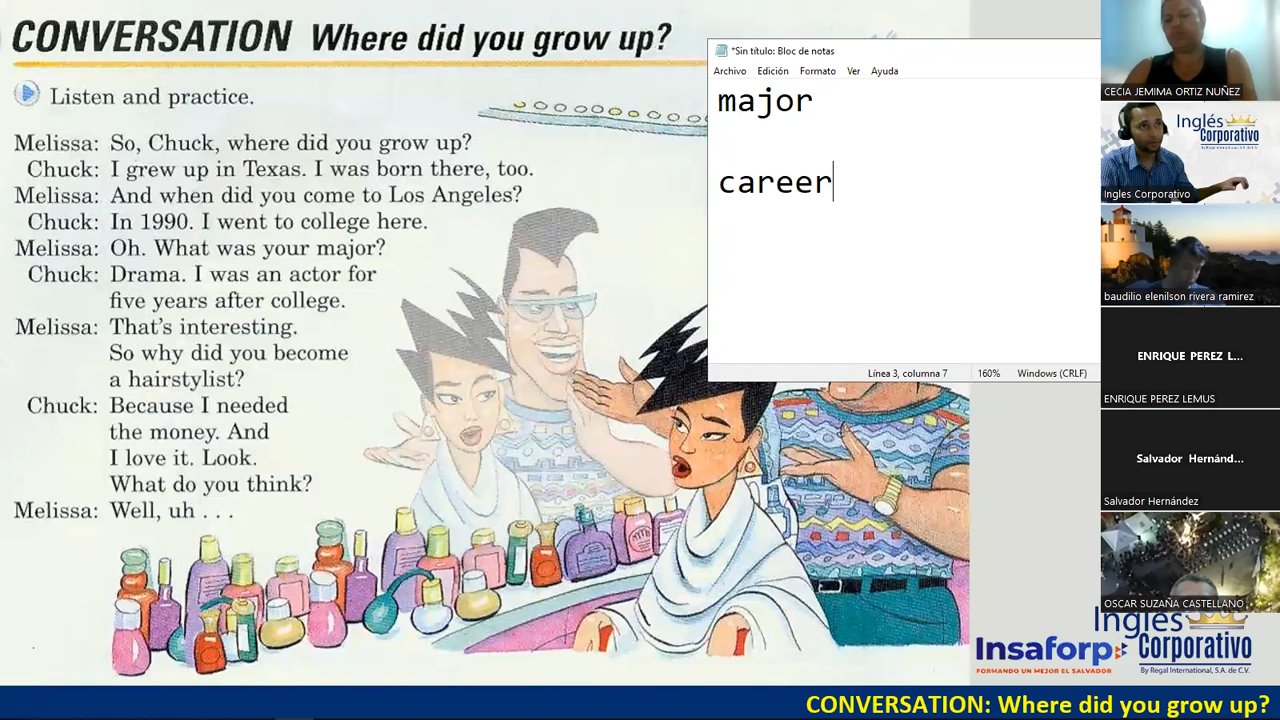 CONVERSATION Where did you grow up?
Listen and practice.
Melissa: So, Chuck, where did you grow up?
Chuck: I grew up in Texas. I was born there, too.
Melissa: And when did you come to Los Angeles?
Chuck: In 1990. I went to college here.
Melissa: Oh. What was your major?
Chuck: Drama. I was an actor for
five years after college.
Melissa: That's interesting.
So why did you become
a hairstylist?
Chuck: Because I needed
the money. And
I love it. Look.
What do you think?
Melissa: Well, uh . . .
*Sin título: Bloc de notas
Archivo Edición Formato Ver Ayuda
major
career
Línea 3, columna 7 160% Windows (CRLF)
CECIA JEMIMA ORTIZ NUÑEZ
Inglés
Corporativo
By Regal International, S.A. de C.V.
Ingles Corporativo
baudilio elenilson rivera ramirez
ENRIQUE PEREZ L...
ENRIQUE PEREZ LEMUS
Salvador Hernánd...
Salvador Hernández
OSCAR SUZAÑA CASTELLANO
Insaforp
FORMANDO UN MEJOR EL SALVADOR
Inglés
Corporativo
By Regal International, S.A. de C.V.
CONVERSATION: Where did you grow up?